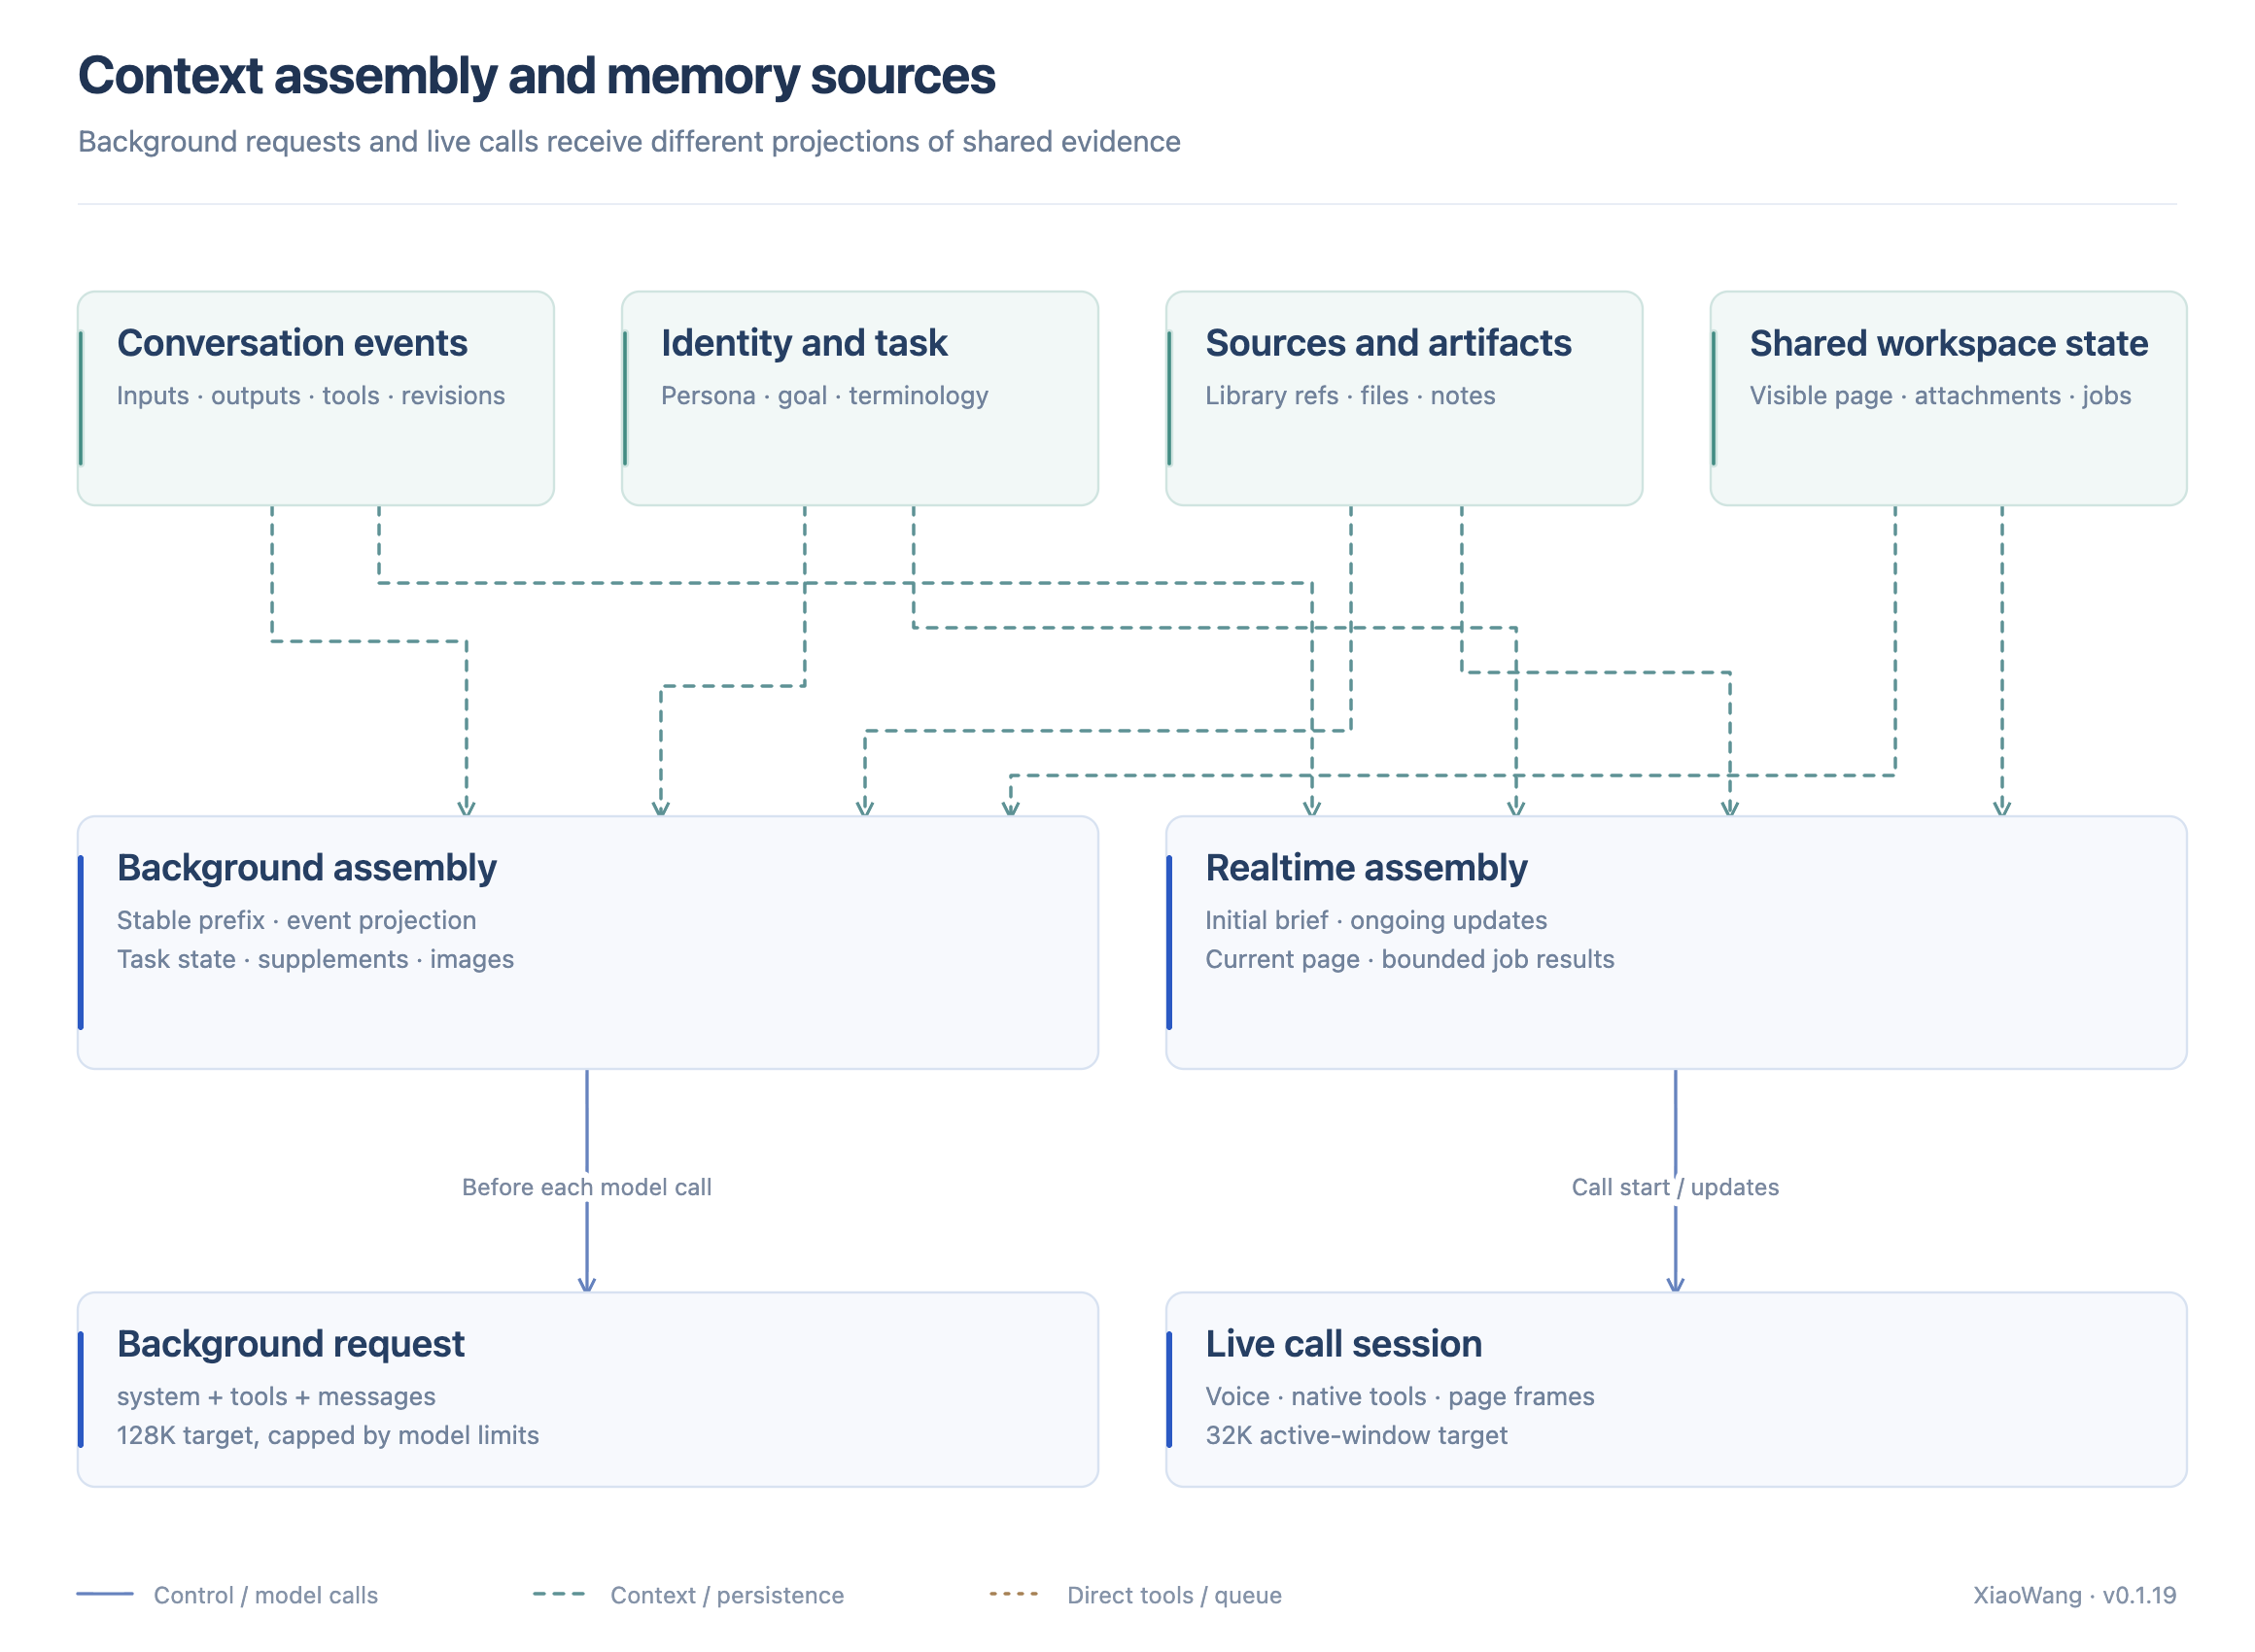 Context assembly and memory sources
Background requests and live calls receive different projections of shared evidence
Conversation events
Inputs · outputs · tools · revisions
Identity and task
Persona · goal · terminology
Sources and artifacts
Library refs · files · notes
Shared workspace state
Visible page · attachments · jobs
Background assembly
Stable prefix · event projection
Task state · supplements · images
Realtime assembly
Initial brief · ongoing updates
Current page · bounded job results
Before each model call
Call start / updates
Background request
system + tools + messages
128K target, capped by model limits
Live call session
Voice · native tools · page frames
32K active-window target
Control / model calls
Context / persistence
Direct tools / queue
XiaoWang · v0.1.19